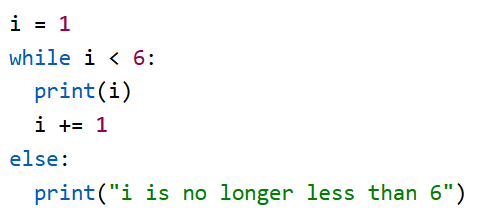 i = 1
while i < 6:
  print(i)
  i += 1
else:
  print("i is no longer less than 6")